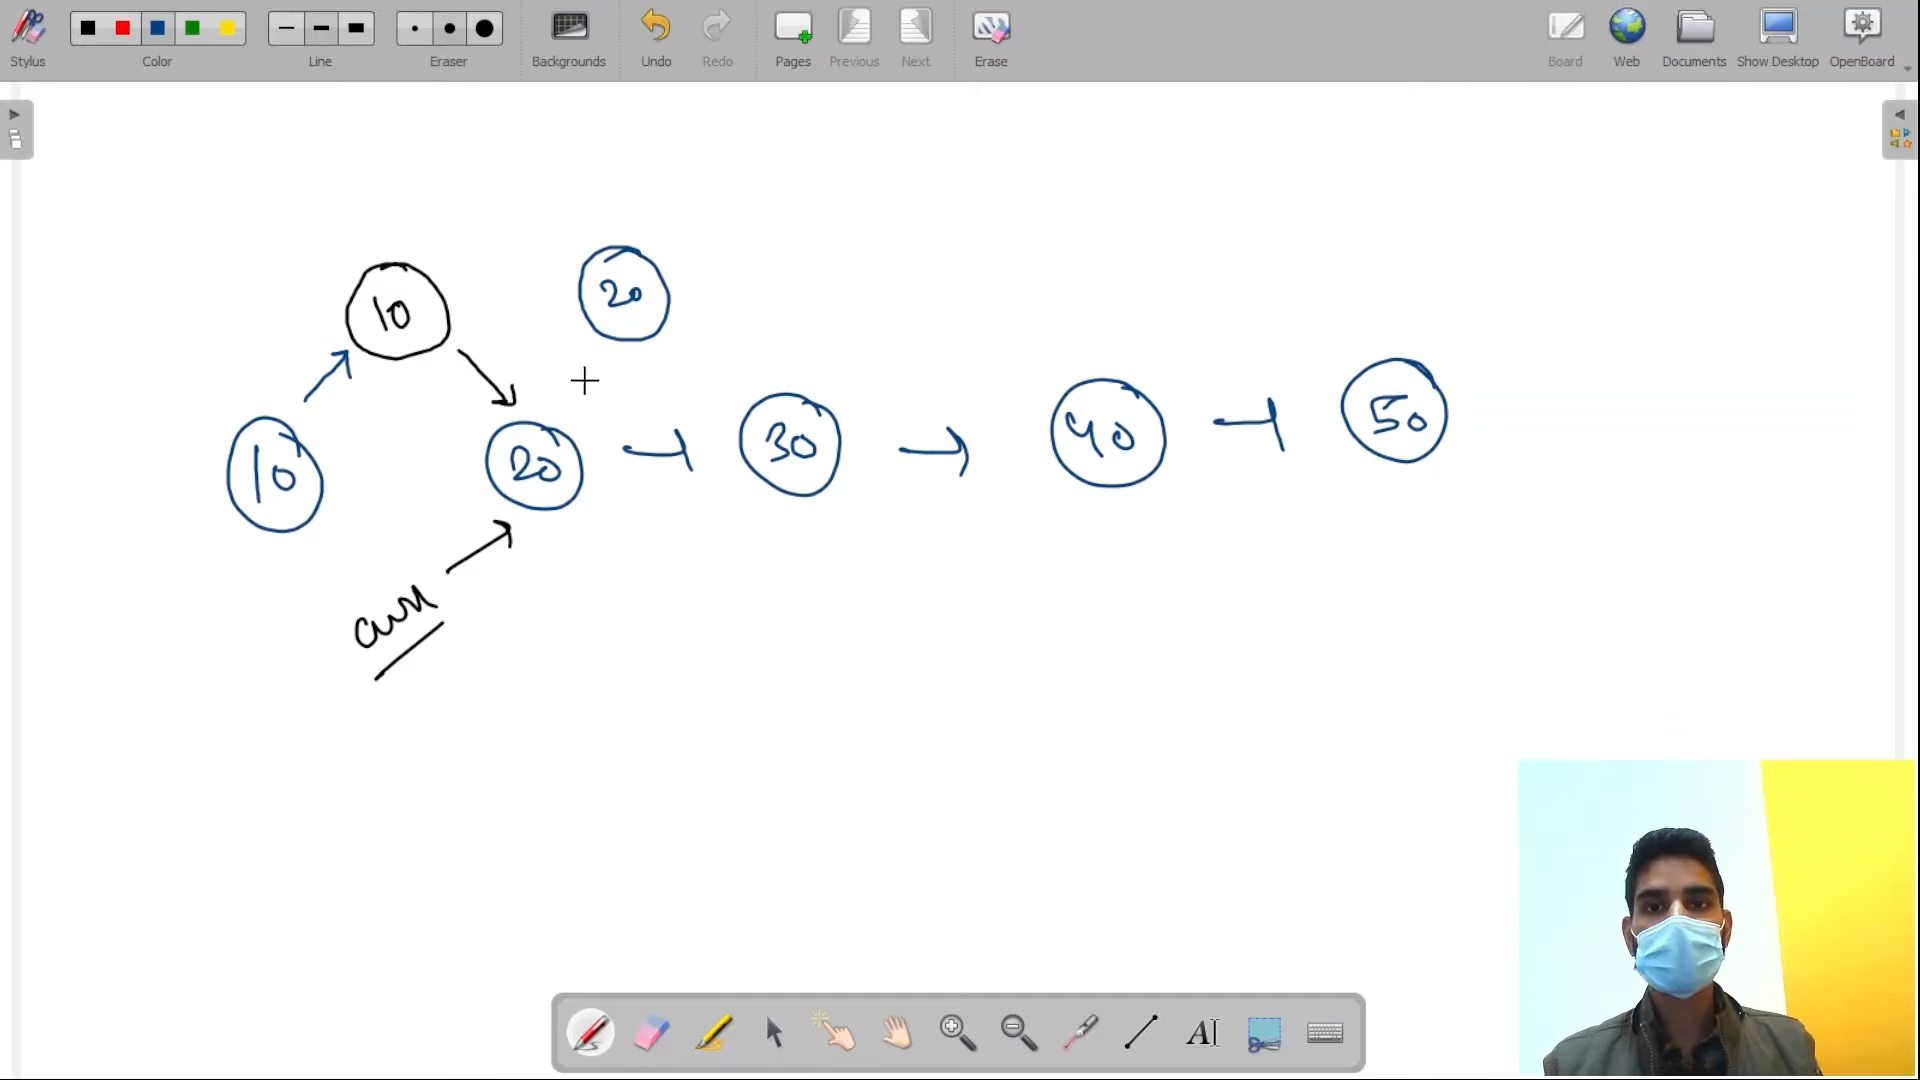 Stylus Color Line Eraser Backgrounds Undo Redo Pages Previous Next Erase Board Web Documents Show Desktop OpenBoard
10 20
10 20 30 40 50
curr
AI